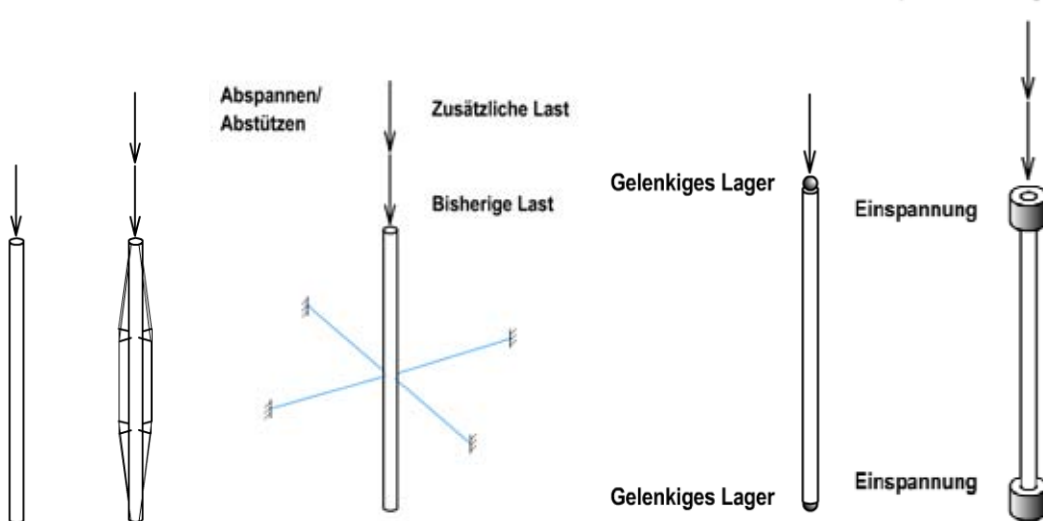 Abspannen/
Abstützen
Zusätzliche Last
Bisherige Last
Gelenkiges Lager
Einspannung
Einspannung
Gelenkiges Lager